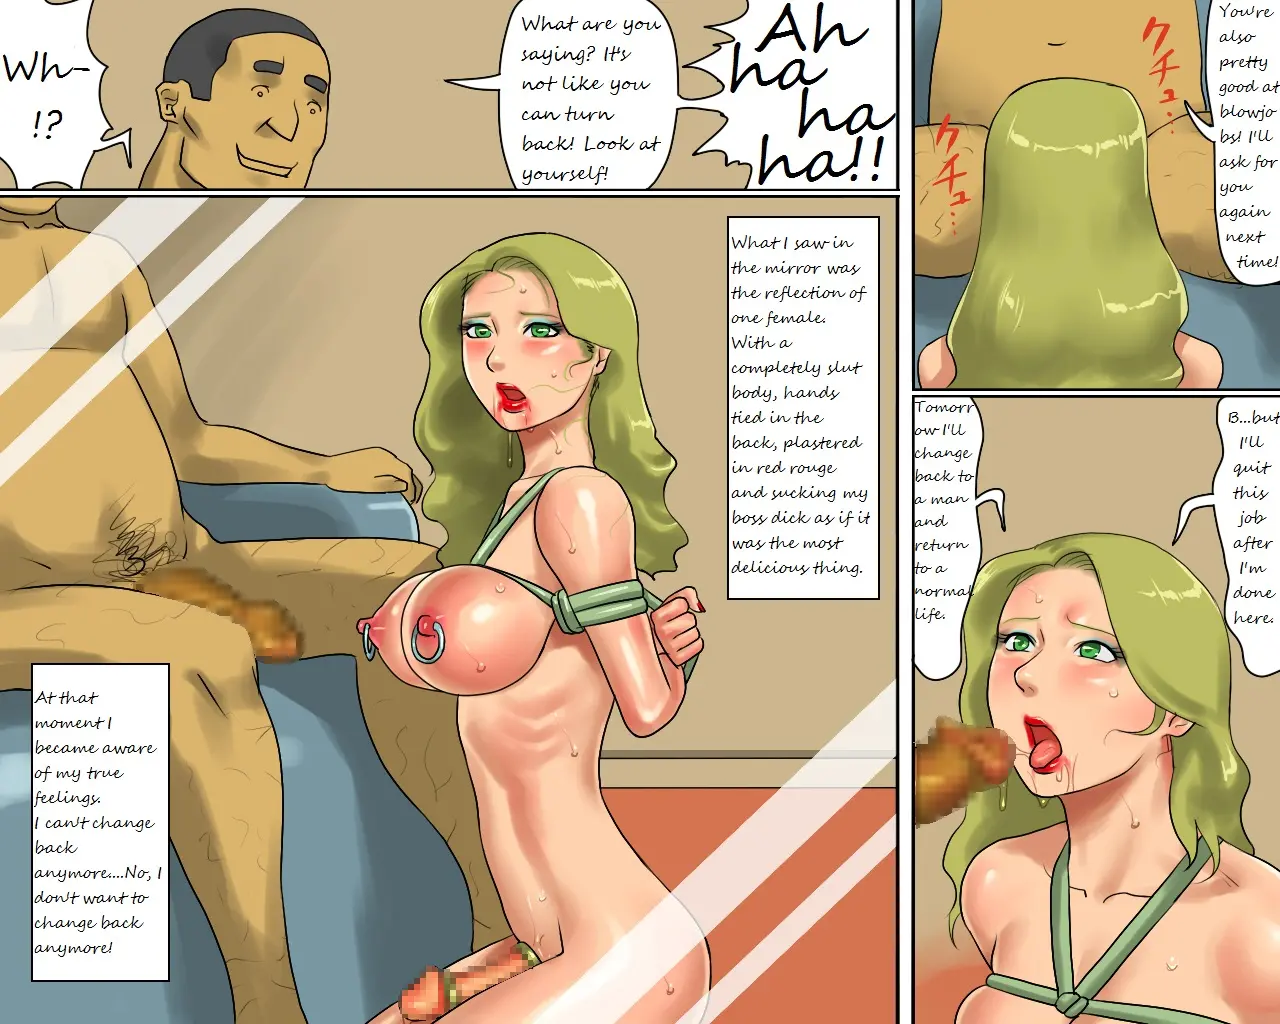 You're
also
pretty
good at
blowjo
bs! I'll
ask for
you
again
next
time!
クチュ…
クチュ…
B...but
I'll
quit
this
job
after
I'm
done
here.
Tomorr
ow I'll
change
back to
a man
and
return
to a
normal
life.
Ah
ha
ha
ha!!
What are you
saying? It's
not like you
can turn
back! Look at
yourself!
Wh-
!?
What I saw in
the mirror was
the reflection of
one female.
With a
completely slut
body, hands
tied in the
back, plastered
in red rouge
and sucking my
boss dick as if it
was the most
delicious thing.
At that
moment I
became aware
of my true
feelings.
I can't change
back
anymore....No, I
don't want to
change back
anymore!